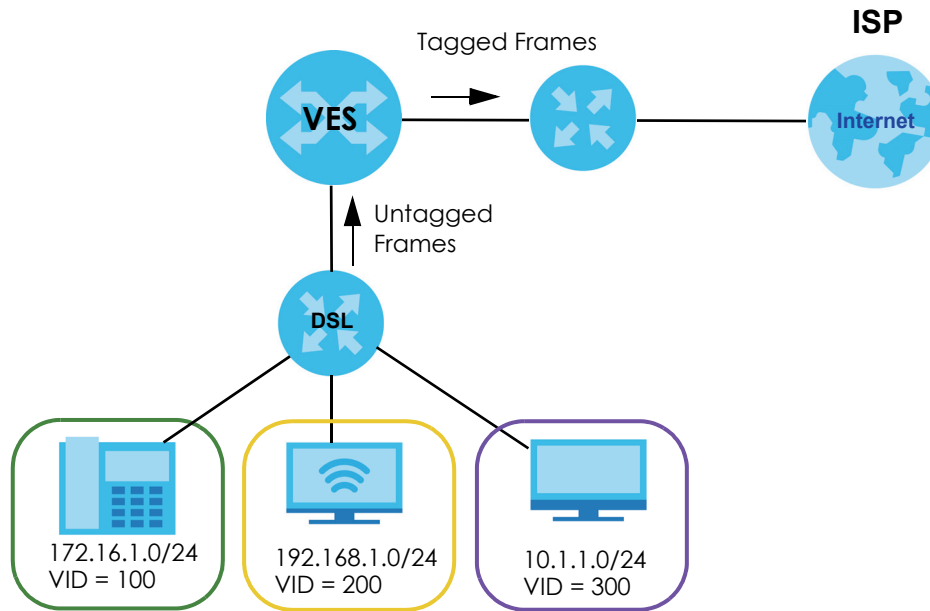 ISP
Tagged Frames
VES
Internet
Untagged
Frames
DSL
172.16.1.0/24
VID = 100
192.168.1.0/24
VID = 200
10.1.1.0/24
VID = 300